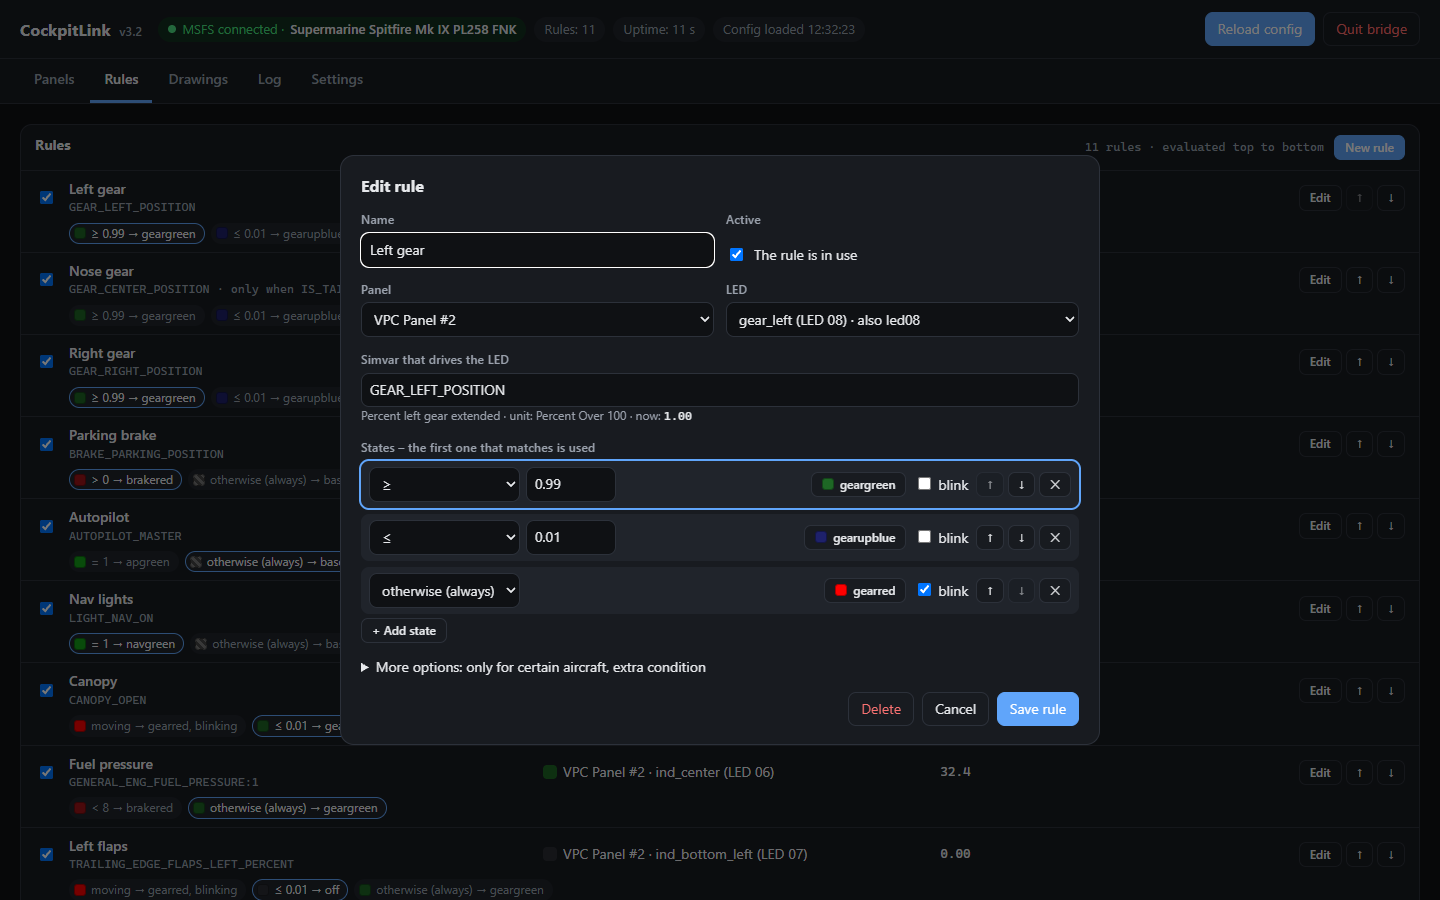 CockpitLink v3.2 MSFS connected · Supermarine Spitfire Mk IX PL258 FNK Rules: 11 Uptime: 11 s Config loaded 12:32:23 Reload config Quit bridge
Panels Rules Drawings Log Settings
Rules 11 rules · evaluated top to bottom New rule
Left gear Edit ↑ ↓
GEAR_LEFT_POSITION
≥ 0.99 → geargreen ≤ 0.01 → gearupblue
Nose gear Edit ↑ ↓
GEAR_CENTER_POSITION · only when IS_TAI
≥ 0.99 → geargreen ≤ 0.01 → gearupblue
Right gear Edit ↑ ↓
GEAR_RIGHT_POSITION
≥ 0.99 → geargreen ≤ 0.01 → gearupblue
Parking brake Edit ↑ ↓
BRAKE_PARKING_POSITION
> 0 → brakered otherwise (always) → bas
Autopilot Edit ↑ ↓
AUTOPILOT_MASTER
= 1 → apgreen otherwise (always) → base
Nav lights Edit ↑ ↓
LIGHT_NAV_ON
= 1 → navgreen otherwise (always) → ba
Canopy Edit ↑ ↓
CANOPY_OPEN
moving → gearred, blinking ≤ 0.01 → gea
Fuel pressure VPC Panel #2 · ind_center (LED 06) 32.4 Edit ↑ ↓
GENERAL_ENG_FUEL_PRESSURE:1
< 8 → brakered otherwise (always) → geargreen
Left flaps VPC Panel #2 · ind_bottom_left (LED 07) 0.00 Edit ↑ ↓
TRAILING_EDGE_FLAPS_LEFT_PERCENT
moving → gearred, blinking ≤ 0.01 → off otherwise (always) → geargreen
Edit rule
Name Active
Left gear The rule is in use
Panel LED
VPC Panel #2 gear_left (LED 08) · also led08
Simvar that drives the LED
GEAR_LEFT_POSITION
Percent left gear extended · unit: Percent Over 100 · now: 1.00
States – the first one that matches is used
≥ 0.99 geargreen blink ↑ ↓ ✕
≤ 0.01 gearupblue blink ↑ ↓ ✕
otherwise (always) gearred blink ↑ ↓ ✕
+ Add state
▶ More options: only for certain aircraft, extra condition
Delete Cancel Save rule